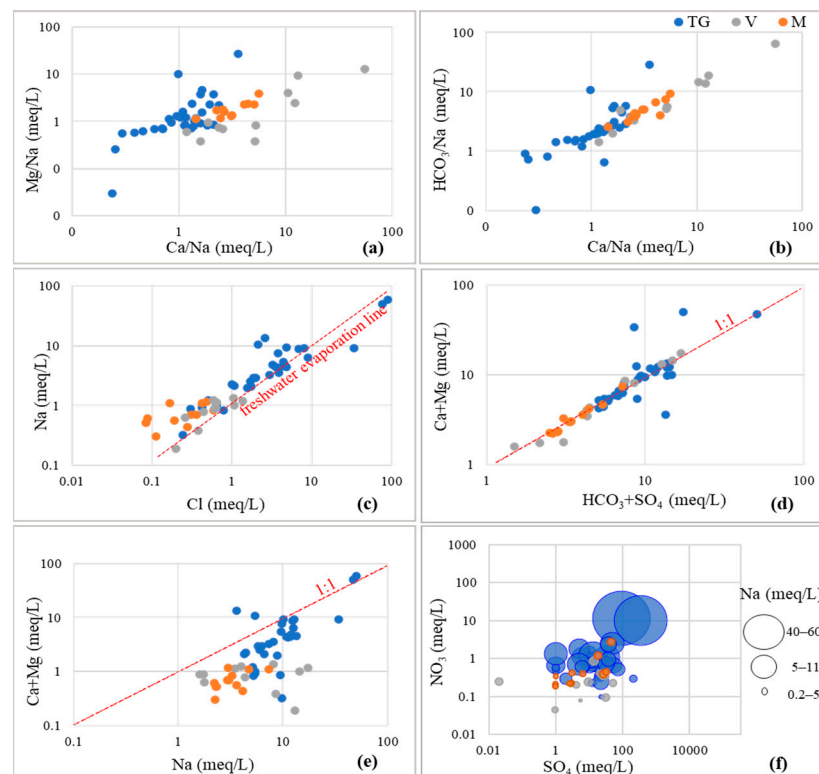 TG V M
100
10
1
0
0
Mg/Na (meq/L)
0 1 10 100
Ca/Na (meq/L)
(a)
100
10
1
0
HCO3/Na (meq/L)
0 1 10 100
Ca/Na (meq/L)
(b)
100
10
1
0.1
Na (meq/L)
freshwater evaporation line
0.01 0.1 1 10 100
Cl (meq/L)
(c)
100
10
1
Ca+Mg (meq/L)
1:1
1 10 100
HCO3+SO4 (meq/L)
(d)
100
10
1
0.1
Ca+Mg (meq/L)
1:1
0.1 1 10 100
Na (meq/L)
(e)
1000
100
10
1
0.1
0.01
NO3 (meq/L)
0.01 1 100 10000
SO4 (meq/L)
(f)
Na (meq/L)
40–60
5–11
0.2–5